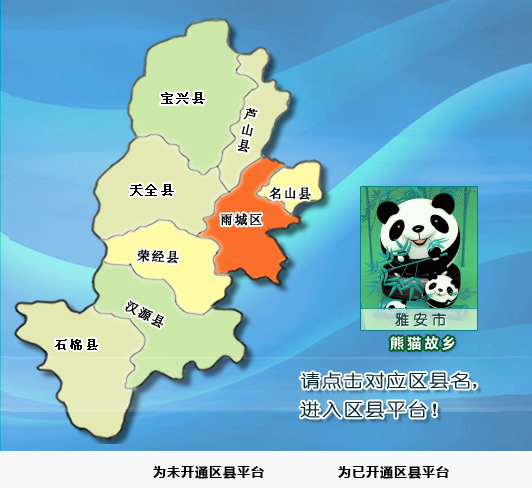 宝兴县
芦山县
天全县
名山县
雨城区
荥经县
汉源县
石棉县
雅安市
熊猫故乡
请点击对应区县名，
进入区县平台！
为未开通区县平台 为已开通区县平台